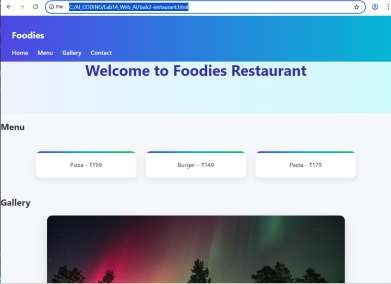 File
C:/AI_CODING/Lab14_Web_AI/task2-restaurant.html
Foodies
Home Menu Gallery Contact
Welcome to Foodies Restaurant
Menu
Pizza - ₹199 Burger - ₹149 Pasta - ₹179
Gallery